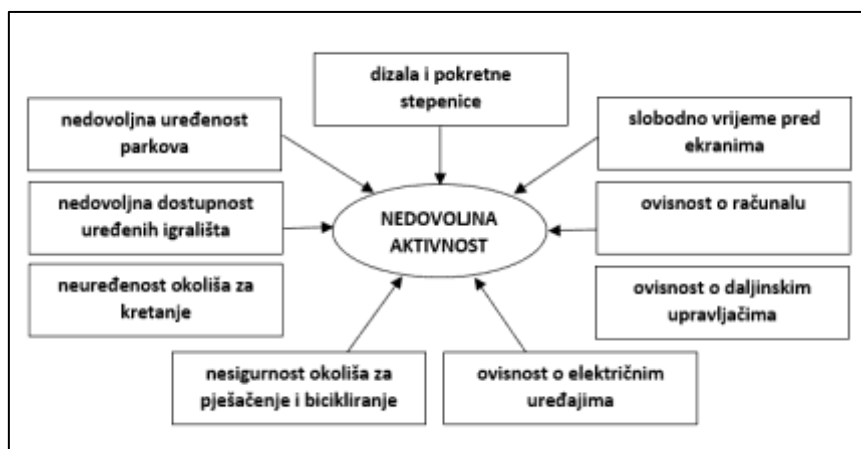 dizala i pokretne
stepenice
nedovoljna uređenost
parkova
slobodno vrijeme pred
ekranima
nedovoljna dostupnost
uređenih igrališta
NEDOVOLJNA
AKTIVNOST
ovisnost o računalu
neuređenost okoliša za
kretanje
ovisnost o daljinskim
upravljačima
nesigurnost okoliša za
pješačenje i bicikliranje
ovisnost o električnim
uređajima